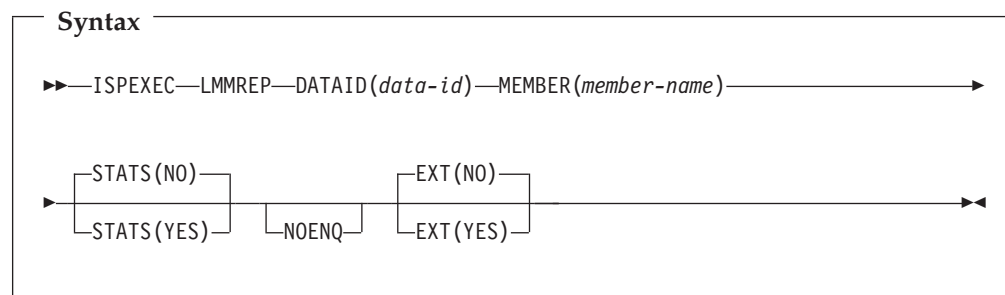 Syntax
ISPEXEC LMMREP DATAID(data-id) MEMBER(member-name)
STATS(NO) EXT(NO)
STATS(YES) NOENQ EXT(YES)